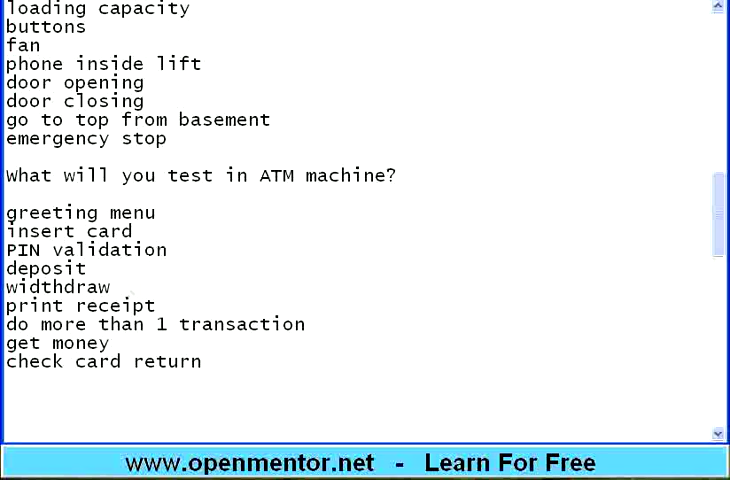 loading capacity
buttons
fan
phone inside lift
door opening
door closing
go to top from basement
emergency stop
What will you test in ATM machine?
greeting menu
insert card
PIN validation
deposit
widthdraw
print receipt
do more than 1 transaction
get money
check card return
www.openmentor.net - Learn For Free